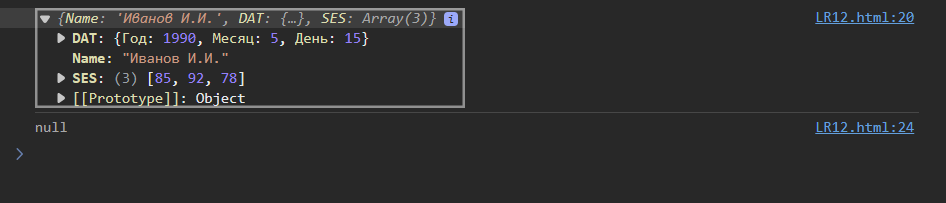 ▼ {Name: 'Иванов И.И.', DAT: {…}, SES: Array(3)} i LR12.html:20
▶ DAT: {Год: 1990, Месяц: 5, День: 15}
Name: "Иванов И.И."
▶ SES: (3) [85, 92, 78]
▶ [[Prototype]]: Object
null LR12.html:24
>